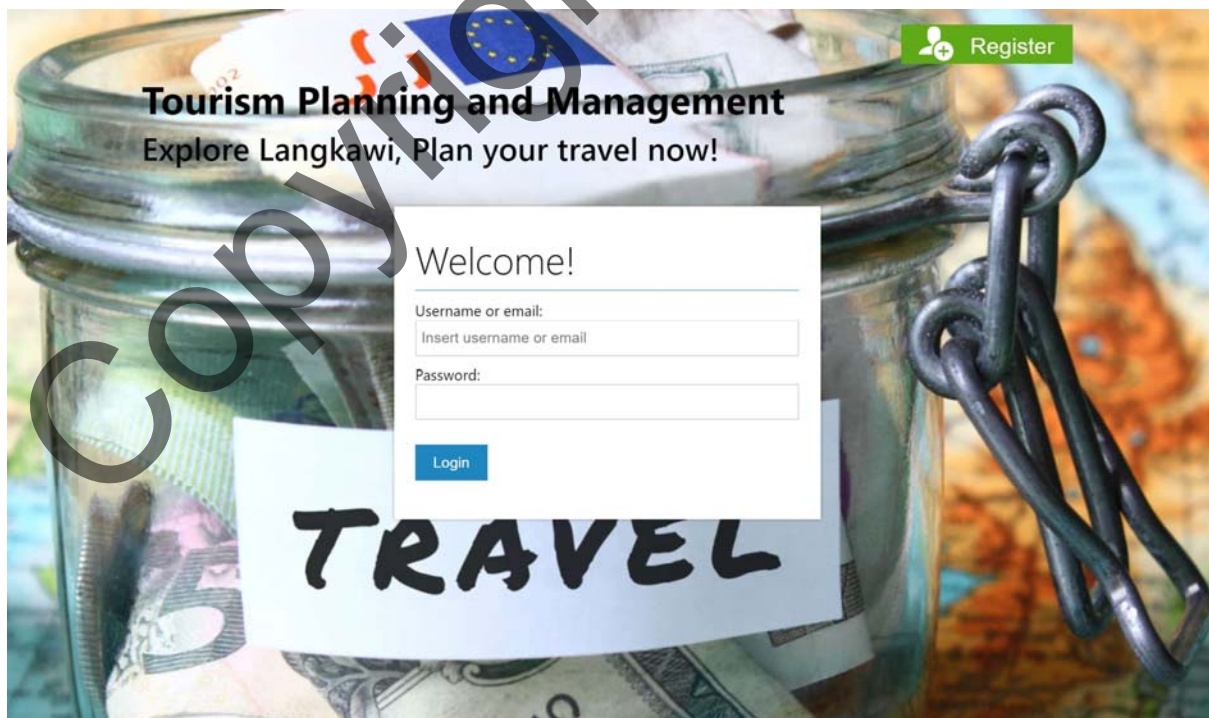 Register
Tourism Planning and Management
Explore Langkawi, Plan your travel now!
Welcome!
Username or email:
Insert username or email
Password:
Login
TRAVEL